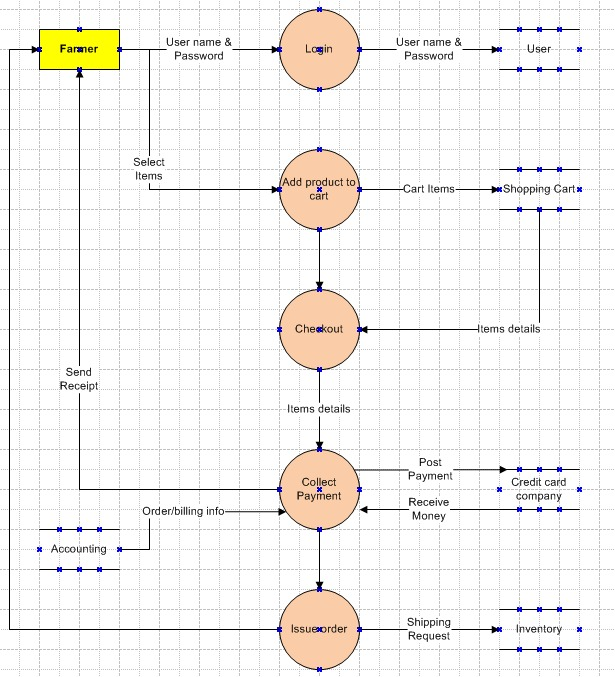 Farmer
User name &
Password
Login
User name &
Password
User
Select
Items
Add product to
cart
Cart Items
Shopping Cart
Checkout
Items details
Send
Receipt
Items details
Collect
Payment
Post
Payment
Credit card
company
Receive
Money
Order/billing info
Accounting
Issue order
Shipping
Request
Inventory